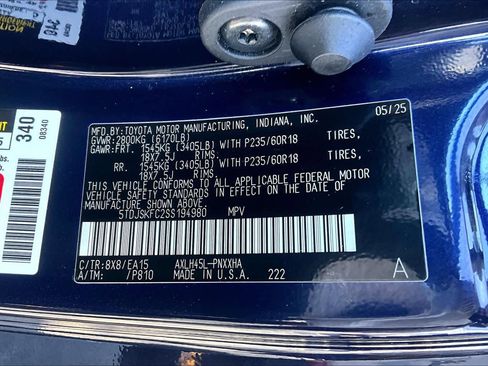 MFD.BY:TOYOTA MOTOR MANUFACTURING, INDIANA, INC. 05/25
GVWR:2800KG (6170LB)
GAWR:FRT. 1545KG (3405LB) WITH P235/60R18 TIRES,
18X7.5J RIMS.
RR. 1545KG (3405LB) WITH P235/60R18 TIRES,
18X7.5J RIMS.
THIS VEHICLE CONFORMS TO ALL APPLICABLE FEDERAL MOTOR
VEHICLE SAFETY STANDARDS IN EFFECT ON THE DATE OF
MANUFACTURE SHOWN ABOVE.
5TDJSKFC2SS194980 MPV
C/TR:8X8/EA15 AXLH45L-PNXXHA
A/TM: /P810 MADE IN U.S.A. 222 A
340
08340